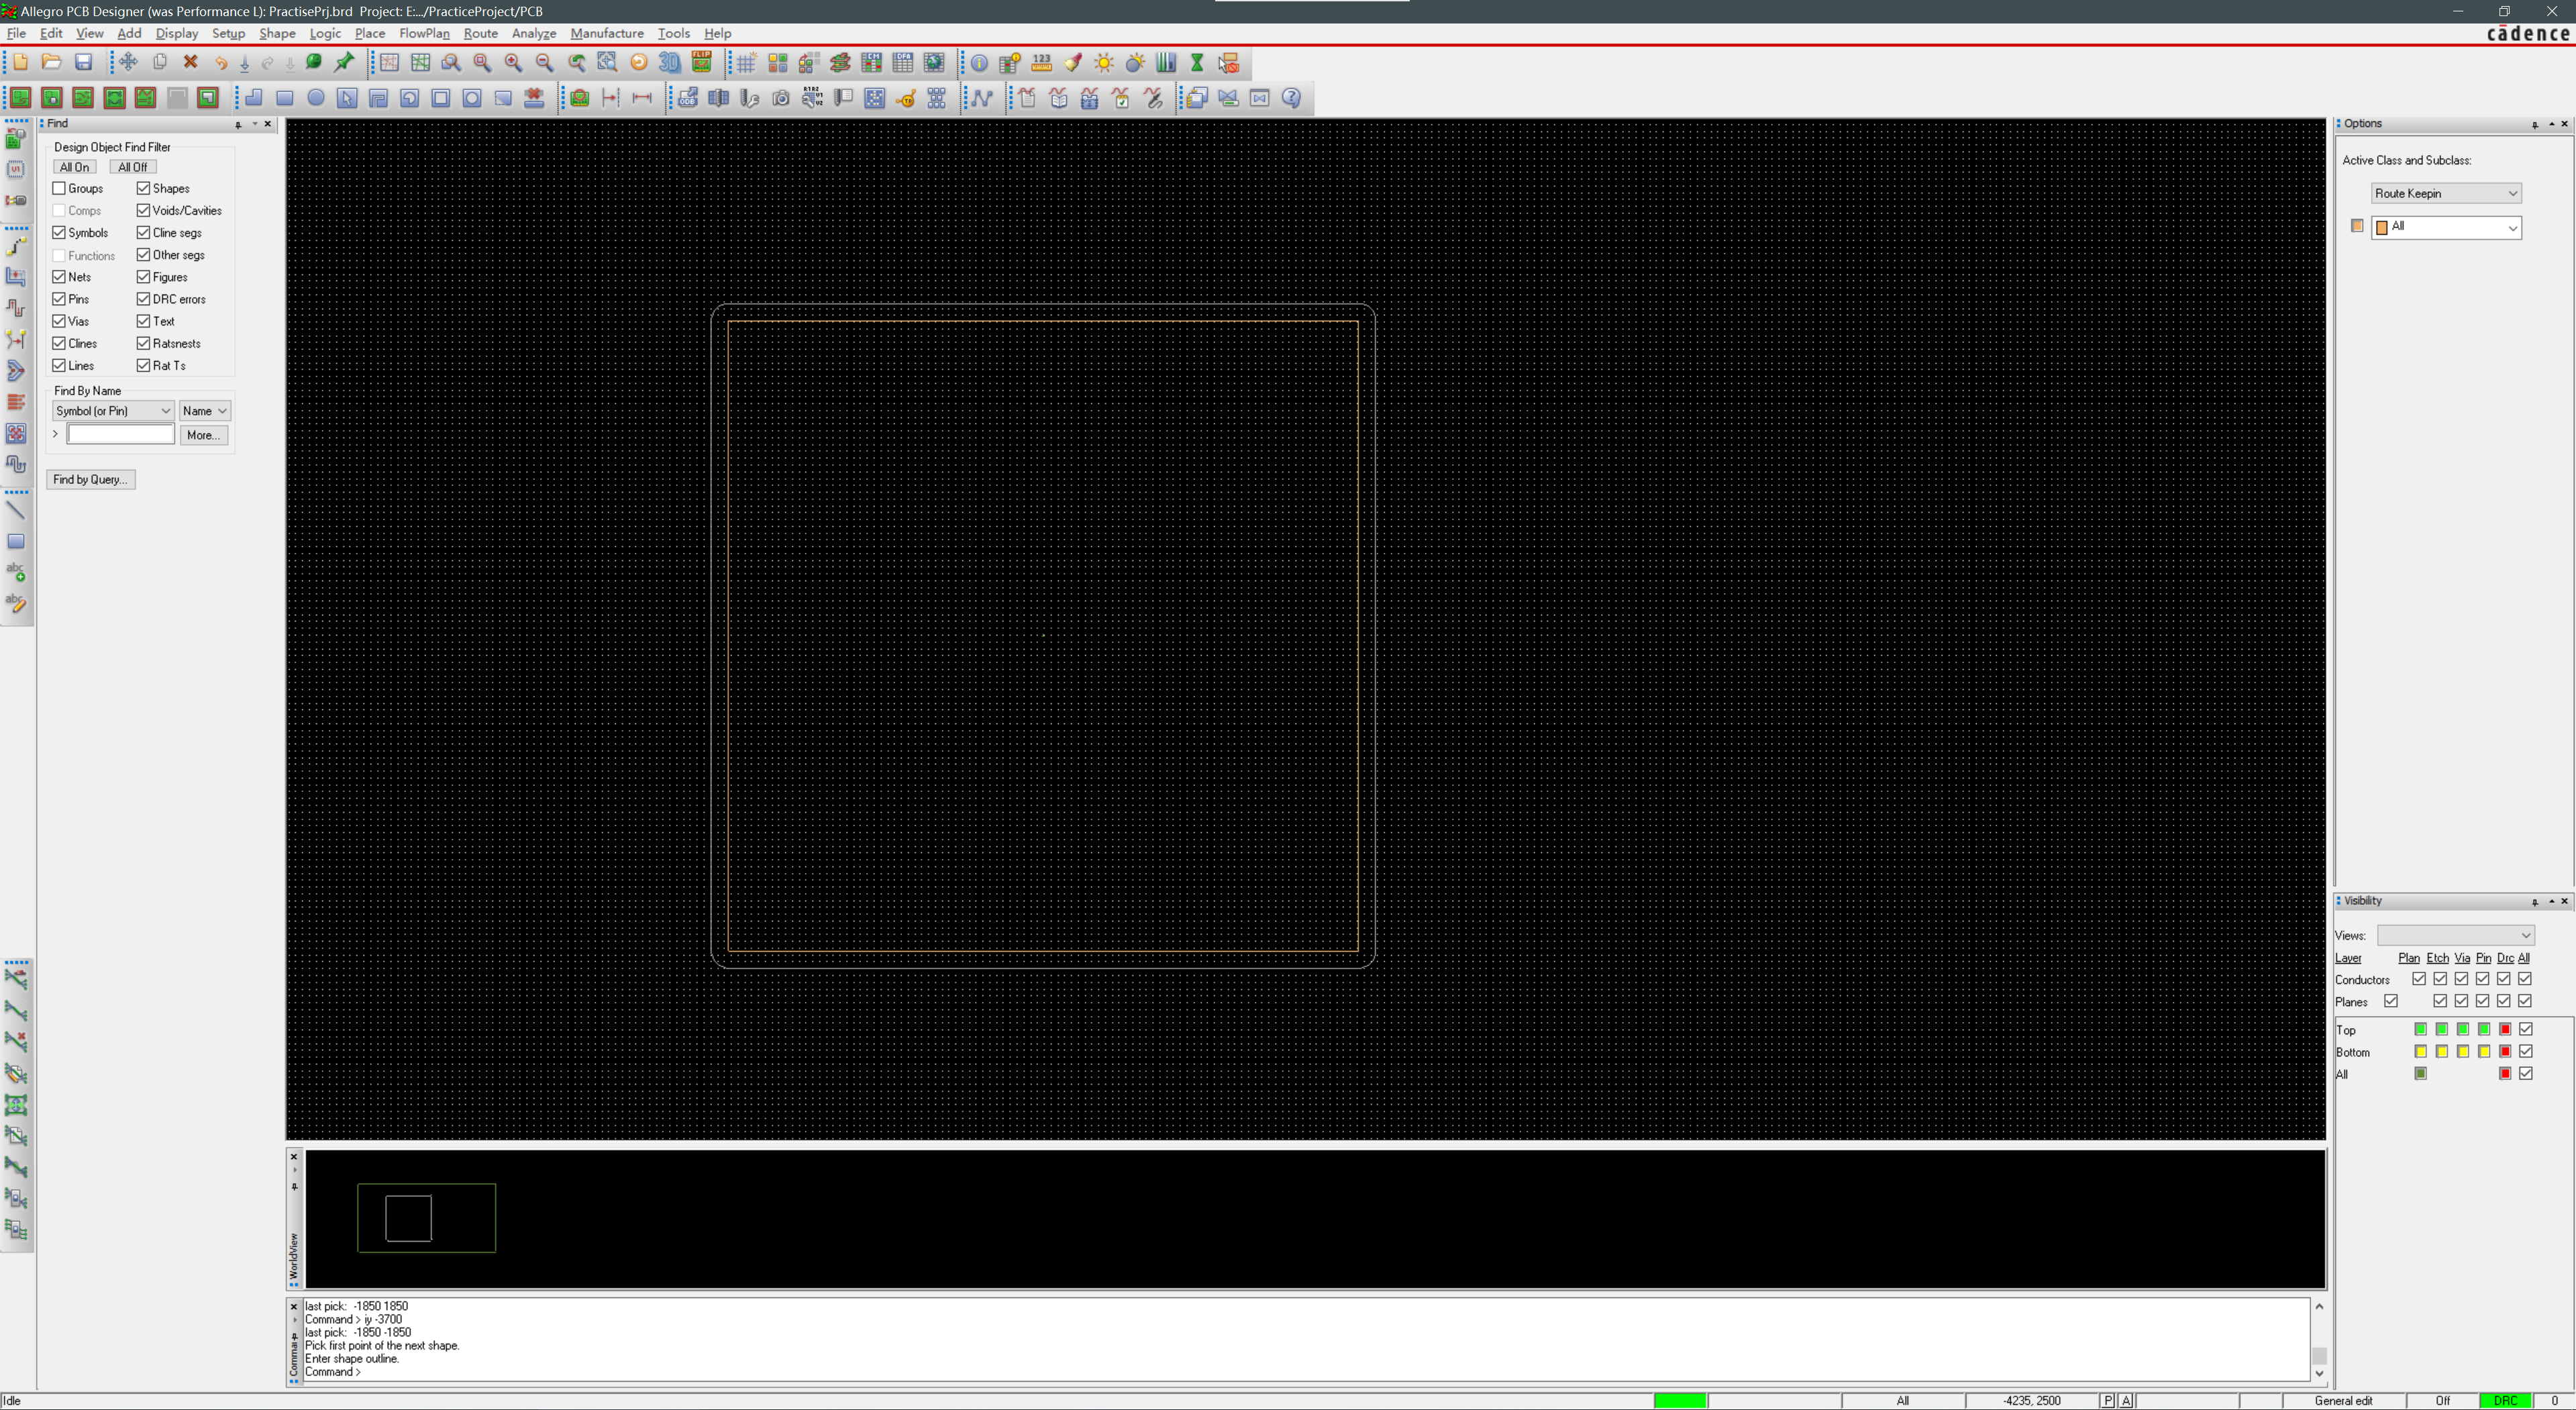 Allegro PCB Designer (was Performance L): PractisePrj.brd  Project: E:.../PracticeProject/PCB
File Edit View Add Display Setup Shape Logic Place FlowPlan Route Analyze Manufacture Tools Help
cādence
Find
Design Object Find Filter
All On All Off
Groups Shapes
Comps Voids/Cavities
Symbols Cline segs
Functions Other segs
Nets Figures
Pins DRC errors
Vias Text
Clines Ratsnests
Lines Rat Ts
Find By Name
Symbol (or Pin) Name
> More...
Find by Query...
Options
Active Class and Subclass:
Route Keepin
All
Visibility
Views:
Layer Plan Etch Via Pin Drc All
Conductors
Planes
Top
Bottom
All
WorldView
Command
last pick:  -1850 1850
Command > iy -3700
last pick:  -1850 -1850
Pick first point of the next shape.
Enter shape outline.
Command >
Idle All -4235, 2500 P A General edit Off DRC 0